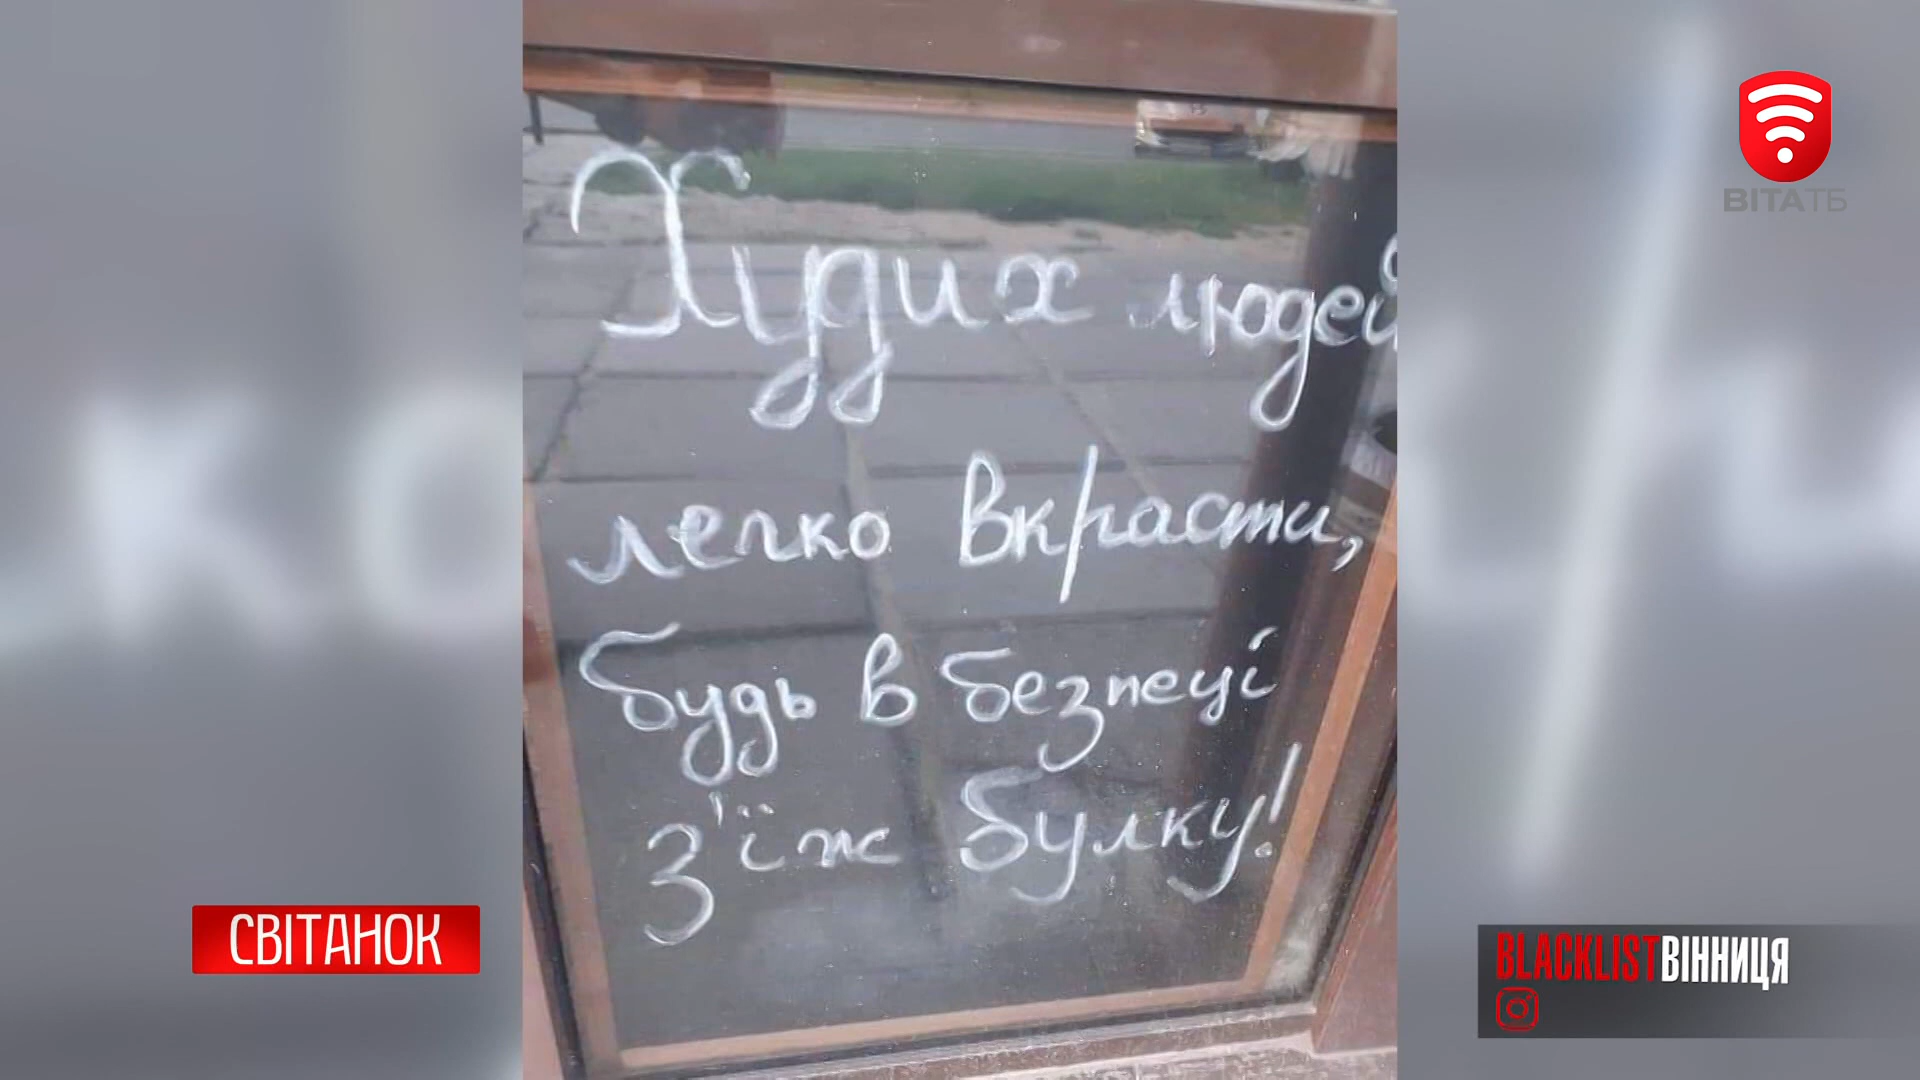 ВІТАТБ
Худих людей
легко вкрасти,
будь в безпеці
з'їж булку!
СВІТАНОК
BLACKLISTВІННИЦЯ